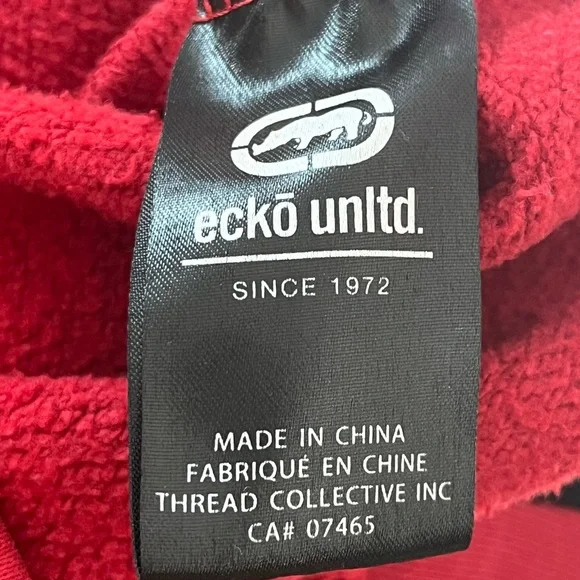 eckō unltd.
SINCE 1972
MADE IN CHINA
FABRIQUÉ EN CHINE
THREAD COLLECTIVE INC
CA# 07465